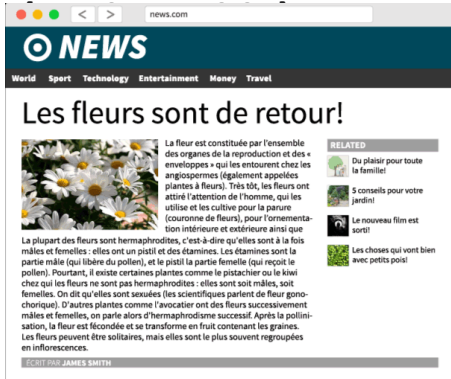 news.com
NEWS
World Sport Technology Entertainment Money Travel
Les fleurs sont de retour!
La fleur est constituée par l'ensemble
des organes de la reproduction et des «
enveloppes » qui les entourent chez les
angiospermes (également appelées
plantes à fleurs). Très tôt, les fleurs ont
attiré l'attention de l'homme, qui les
utilise et les cultive pour la parure
(couronne de fleurs), pour l'ornementa-
tion intérieure et extérieure ainsi que
La plupart des fleurs sont hermaphrodites, c'est-à-dire qu'elles sont à la fois
mâles et femelles : elles ont un pistil et des étamines. Les étamines sont la
partie mâle (qui libère du pollen), et le pistil la partie femelle (qui reçoit le
pollen). Pourtant, il existe certaines plantes comme le pistachier ou le kiwi
chez qui les fleurs ne sont pas hermaphrodites : elles sont soit mâles, soit
femelles. On dit qu'elles sont sexuées (les scientifiques parlent de fleur gono-
chorique). D'autres plantes comme l'avocatier ont des fleurs successivement
mâles et femelles, on parle alors d'hermaphrodisme successif. Après la pollini-
sation, la fleur est fécondée et se transforme en fruit contenant les graines.
Les fleurs peuvent être solitaires, mais elles sont le plus souvent regroupées
en inflorescences.
ÉCRIT PAR JAMES SMITH
RELATED
Du plaisir pour toute
la famille!
5 conseils pour votre
jardin!
Le nouveau film est
sorti!
Les choses qui vont bien
avec petits pois!